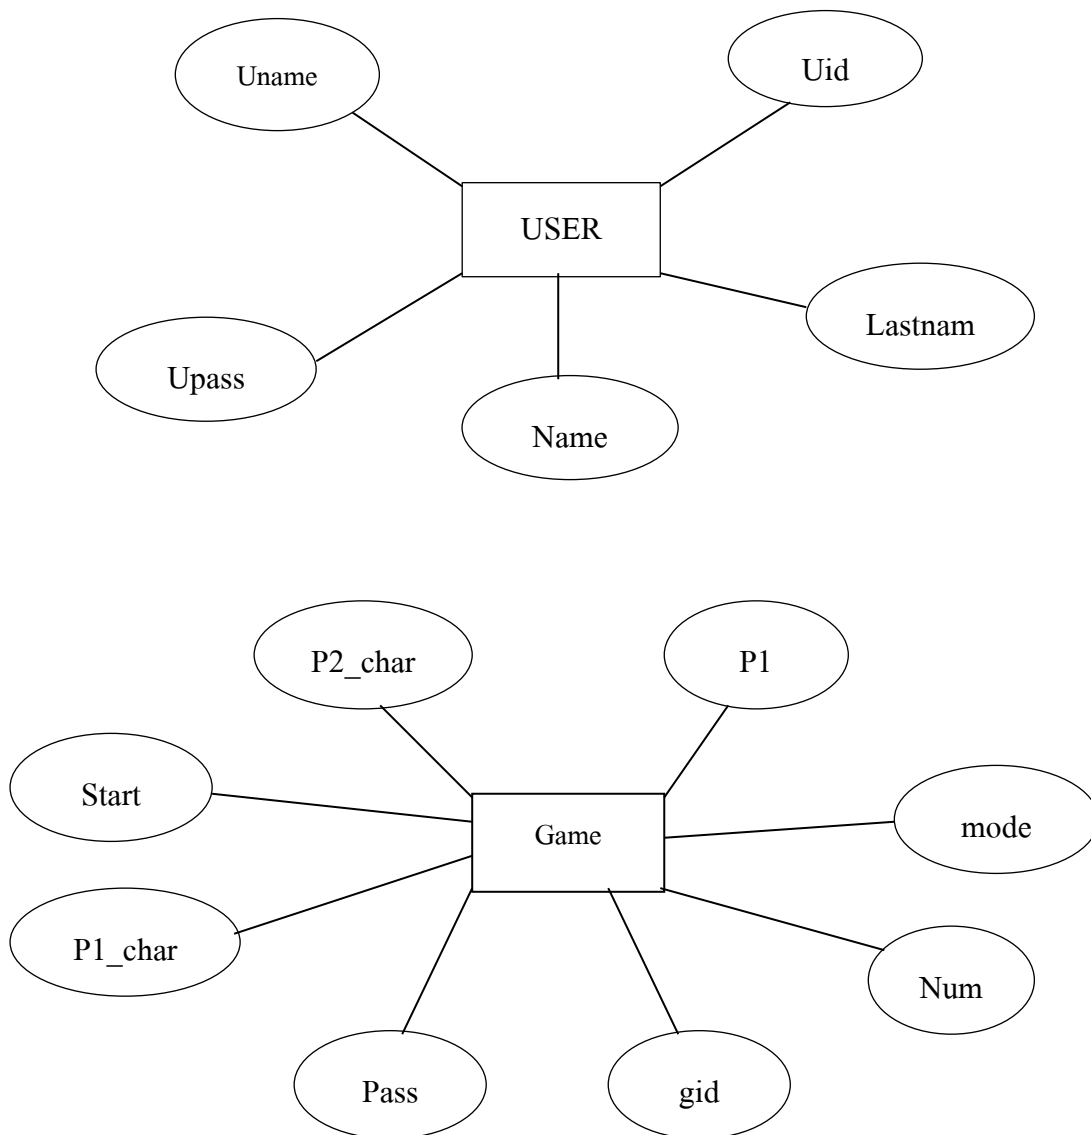 Uname
Uid
USER
Lastnam
Upass
Name
P2_char
P1
Start
mode
Game
P1_char
Num
Pass
gid